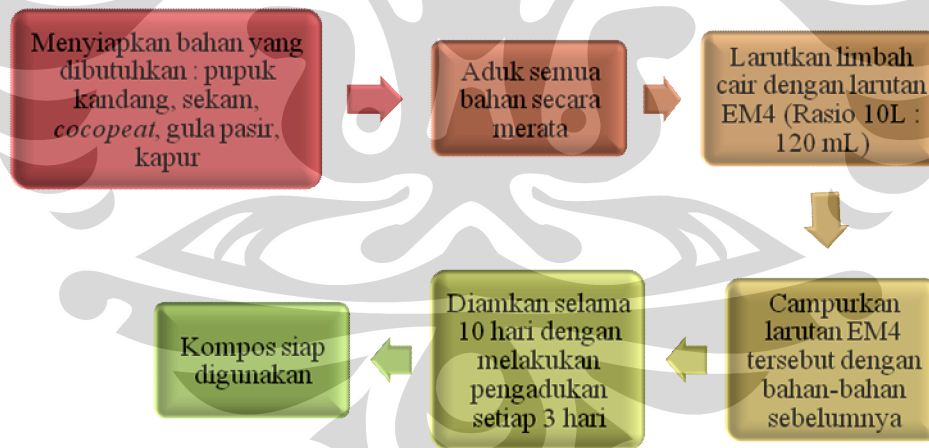 Menyiapkan bahan yang
dibutuhkan : pupuk
kandang, sekam,
cocopeat, gula pasir,
kapur
Aduk semua
bahan secara
merata
Larutkan limbah
cair dengan larutan
EM4 (Rasio 10L :
120 mL)
Campurkan
larutan EM4
tersebut dengan
bahan-bahan
sebelumnya
Diamkan selama
10 hari dengan
melakukan
pengadukan
setiap 3 hari
Kompos siap
digunakan